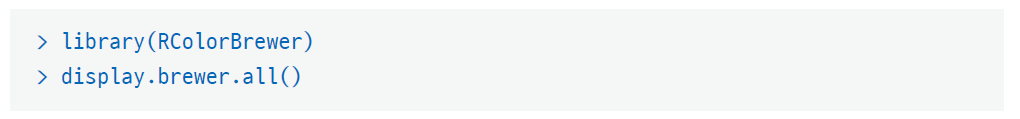 > library(RColorBrewer)
> display.brewer.all()